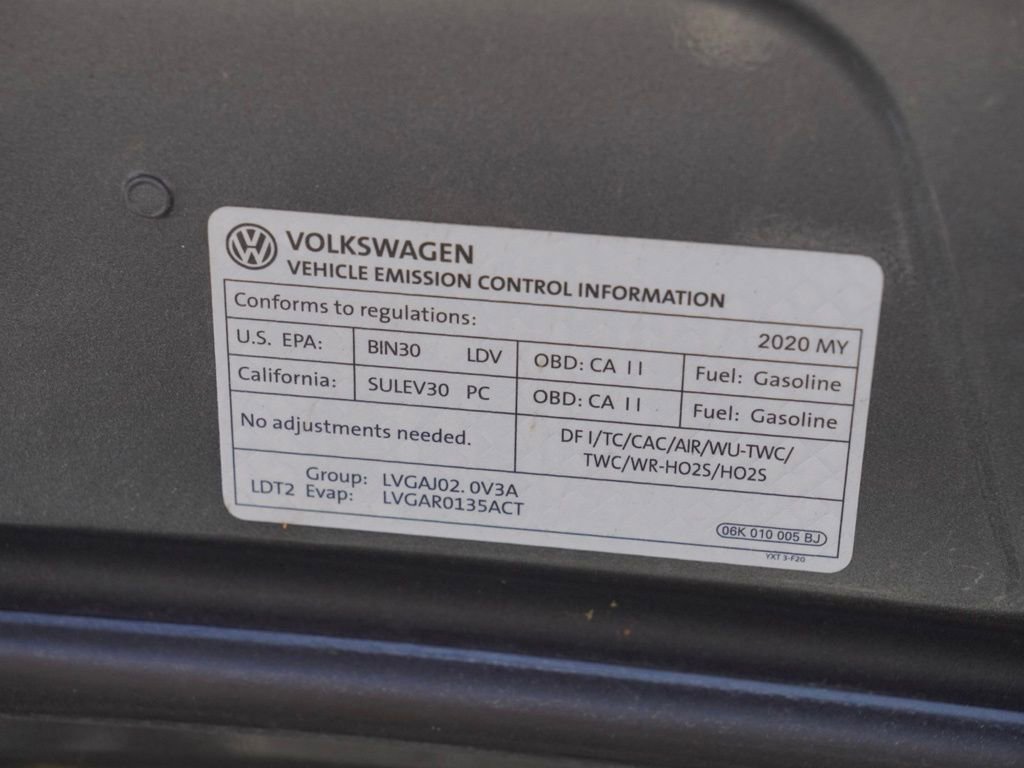 VOLKSWAGEN
VEHICLE EMISSION CONTROL INFORMATION
Conforms to regulations: 2020 MY
U.S. EPA: BIN30 LDV OBD: CA II Fuel: Gasoline
California: SULEV30 PC OBD: CA II Fuel: Gasoline
No adjustments needed.
DF I/TC/CAC/AIR/WU-TWC/
TWC/WR-HO2S/HO2S
Group: LVGAJ02. 0V3A
LDT2 Evap: LVGAR0135ACT
06K 010 005 BJ
YXT 3-F20